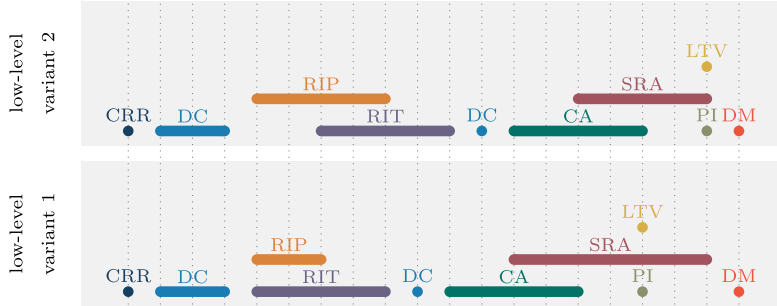 low-level
variant 2
LTV
RIP
SRA
CRR
DC
RIT
DC
CA
PI
DM
low-level
variant 1
LTV
RIP
SRA
CRR
DC
RIT
DC
CA
PI
DM